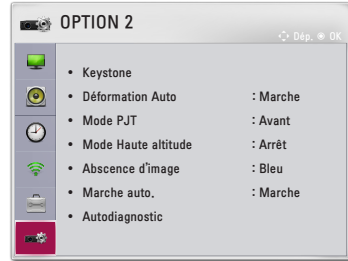 OPTION 2
Dép. OK
• Keystone
• Déformation Auto : Marche
• Mode PJT : Avant
• Mode Haute altitude : Arrêt
• Abscence d'image : Bleu
• Marche auto. : Marche
• Autodiagnostic